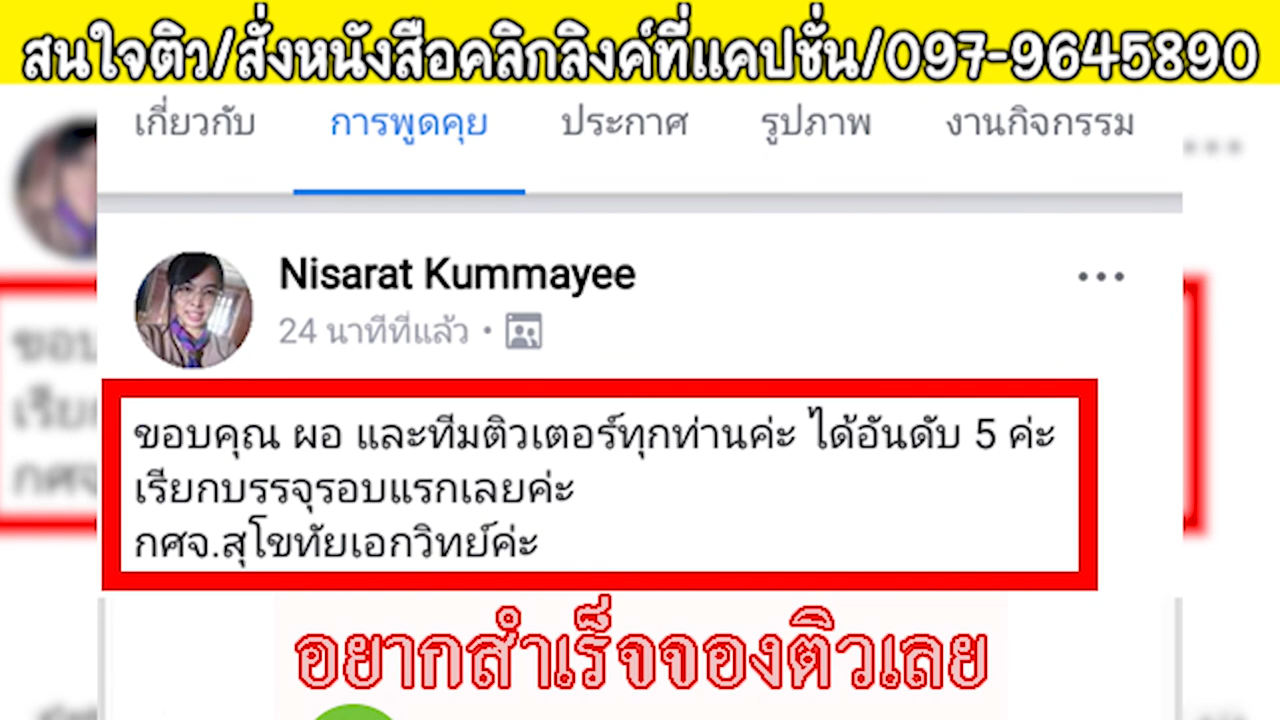 สนใจติว/สั่งหนังสือคลิกลิงค์ที่แคปชั่น/097-9645890
เกี่ยวกับ การพูดคุย ประกาศ รูปภาพ งานกิจกรรม
Nisarat Kummayee
24 นาทีที่แล้ว
ขอบคุณ ผอ และทีมติวเตอร์ทุกท่านค่ะ ได้อันดับ 5 ค่ะ
เรียกบรรจุรอบแรกเลยค่ะ
กศจ.สุโขทัยเอกวิทย์ค่ะ
อยากสำเร็จจองติวเลย